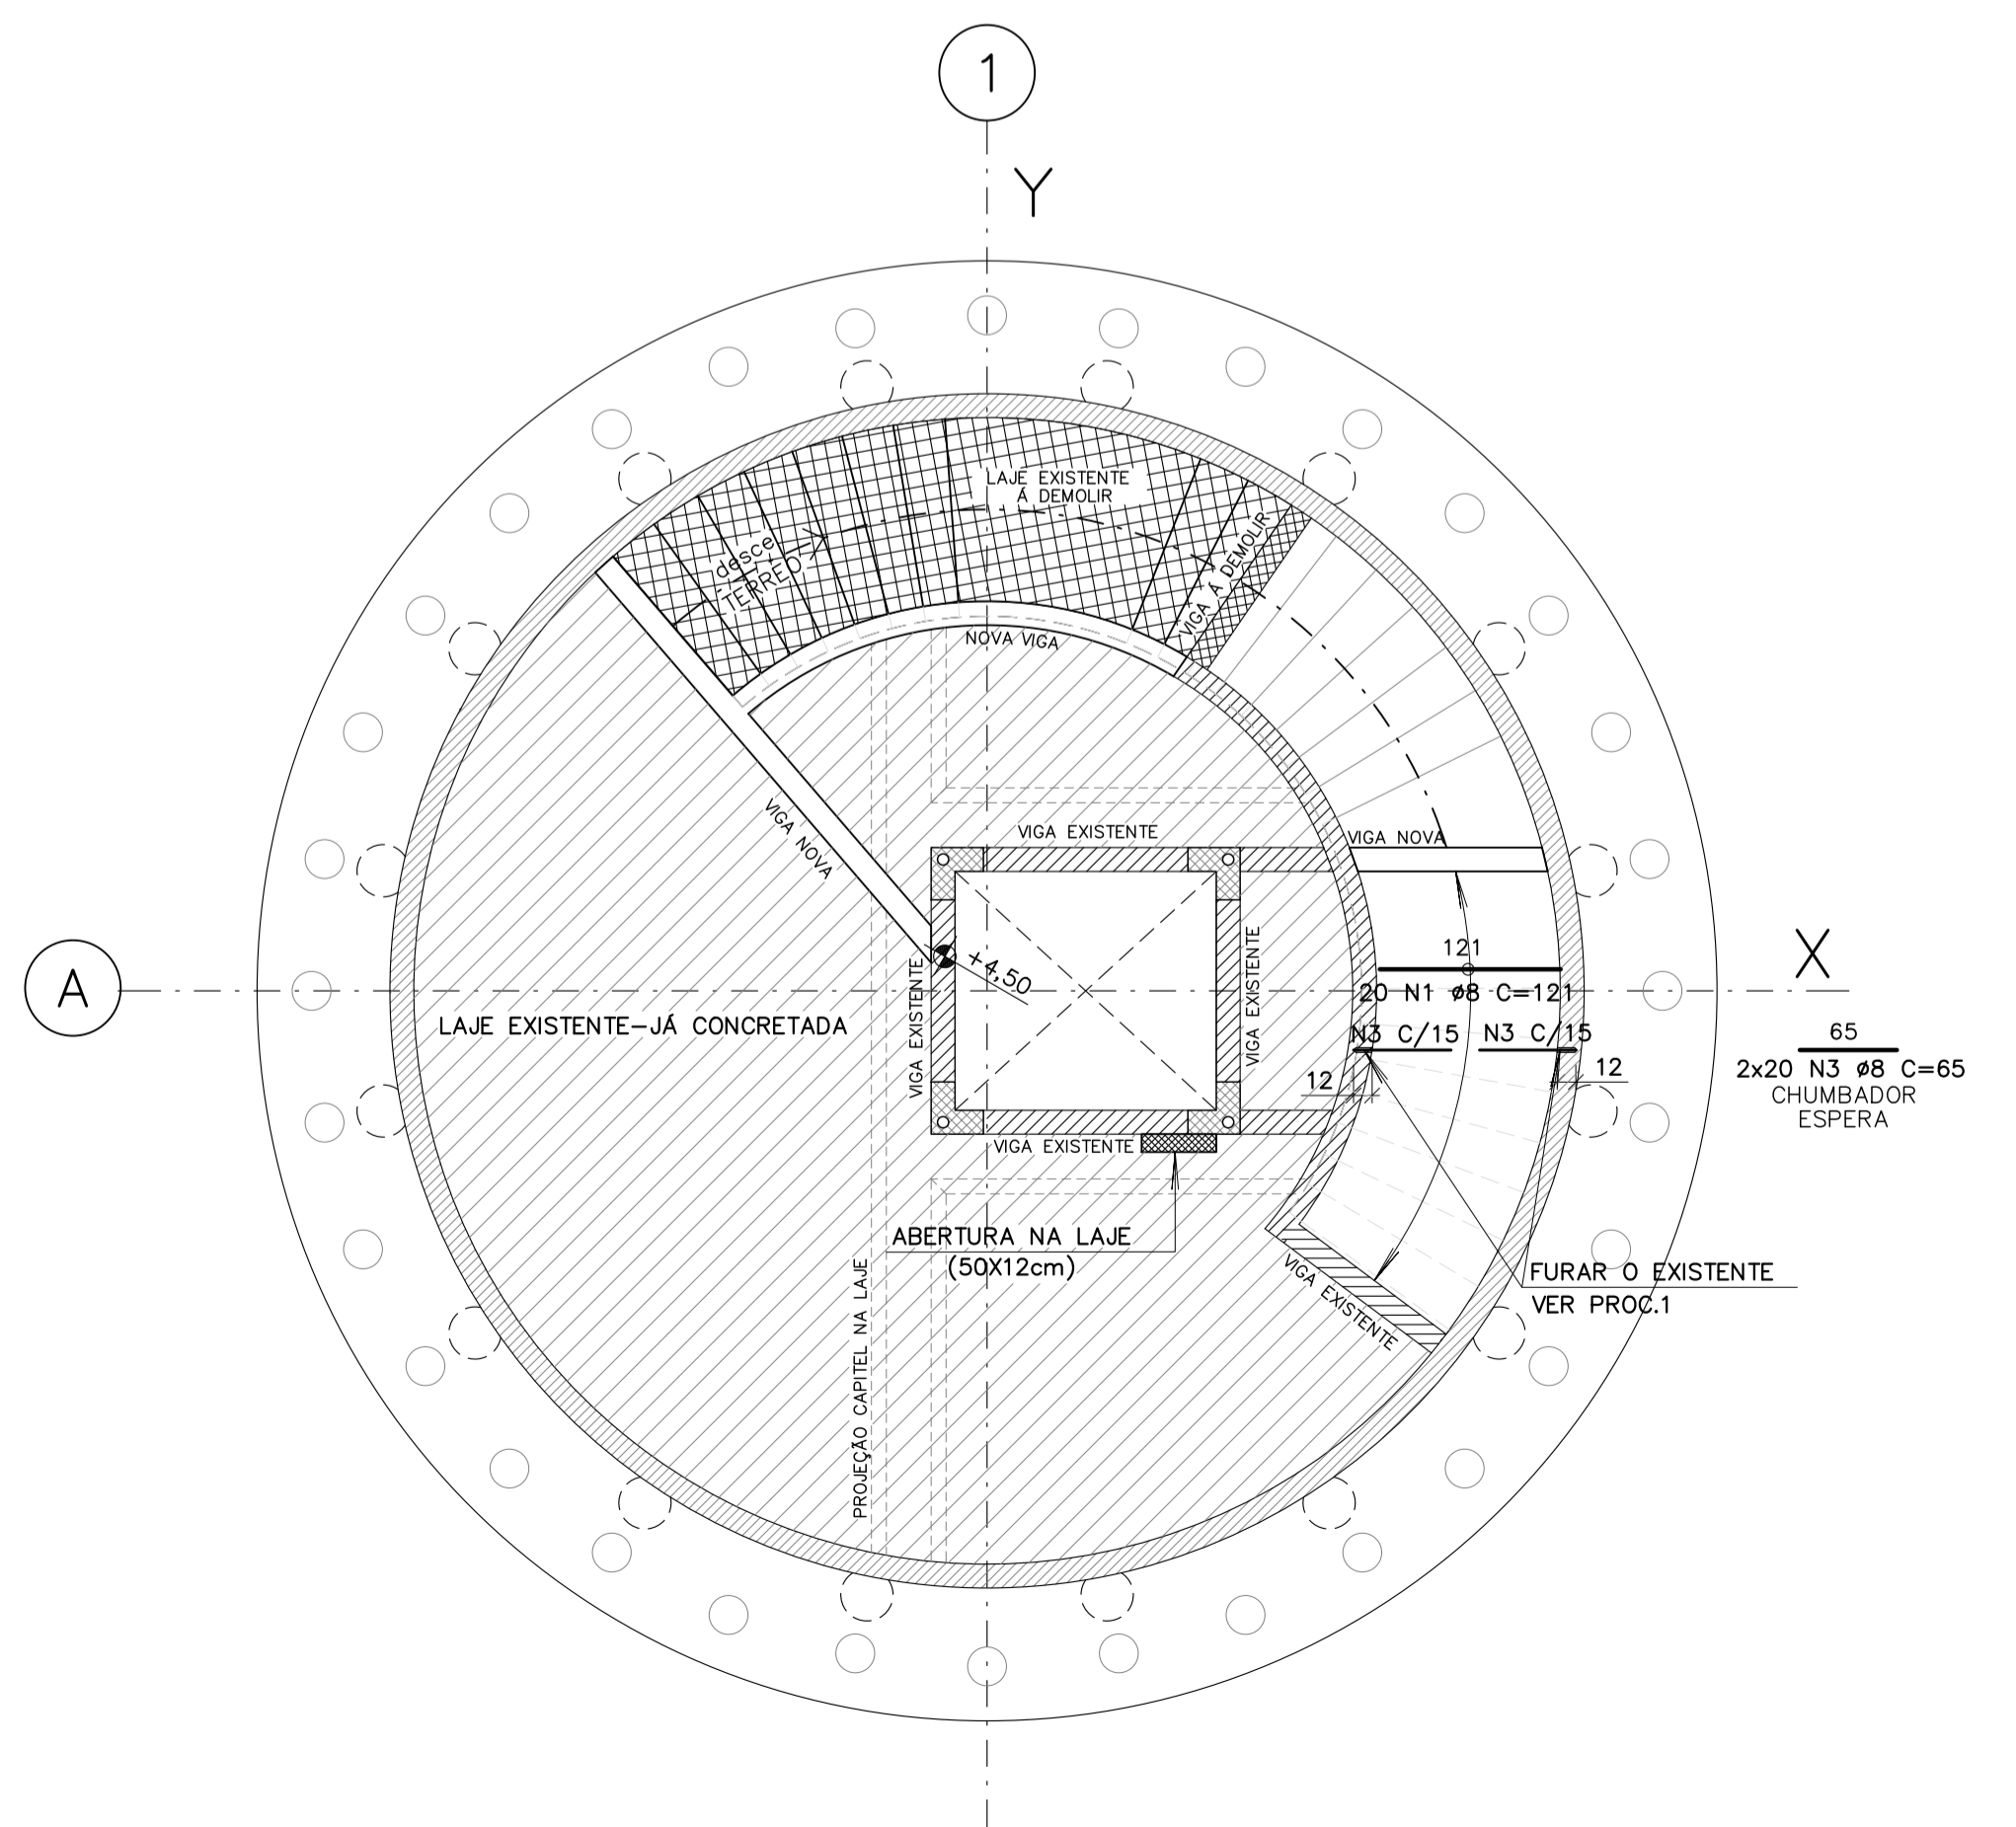 1
Y
LAJE EXISTENTE
Á DEMOLIR
desce
TERREO
VIGA Á DEMOLIR
NOVA VIGA
VIGA NOVA
VIGA EXISTENTE
VIGA NOVA
X
A
+4,50
121
20 N1 ø8 C=121
LAJE EXISTENTE-JÁ CONCRETADA
VIGA EXISTENTE
VIGA EXISTENTE
N3 C/15
N3 C/15
65
2x20 N3 ø8 C=65
CHUMBADOR
ESPERA
12
12
VIGA EXISTENTE
ABERTURA NA LAJE
(50X12cm)
VIGA EXISTENTE
FURAR O EXISTENTE
VER PROC.1
PROJEÇÃO CAPITEL NA LAJE